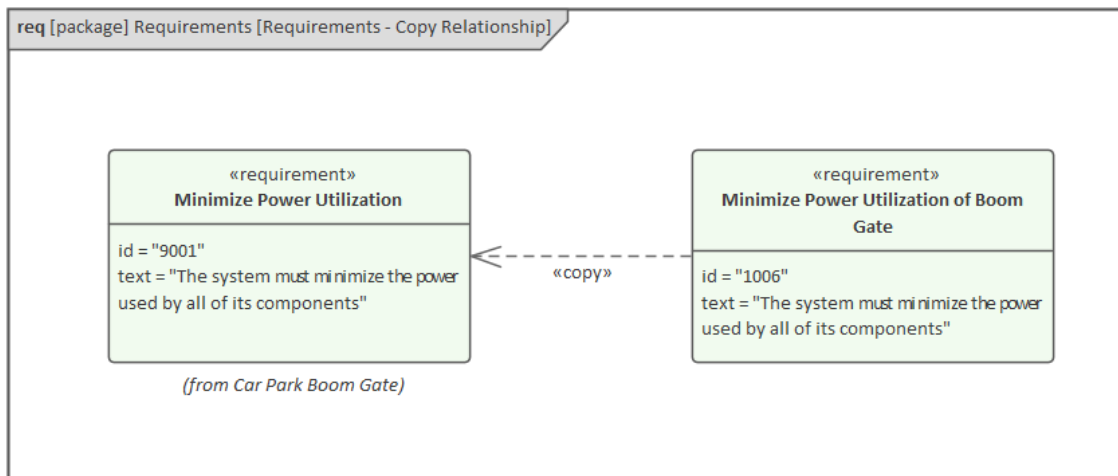 req [package] Requirements [Requirements - Copy Relationship]
«requirement»
Minimize Power Utilization
id = "9001"
text = "The system must minimize the power
used by all of its components"
(from Car Park Boom Gate)
«copy»
«requirement»
Minimize Power Utilization of Boom
Gate
id = "1006"
text = "The system must minimize the power
used by all of its components"